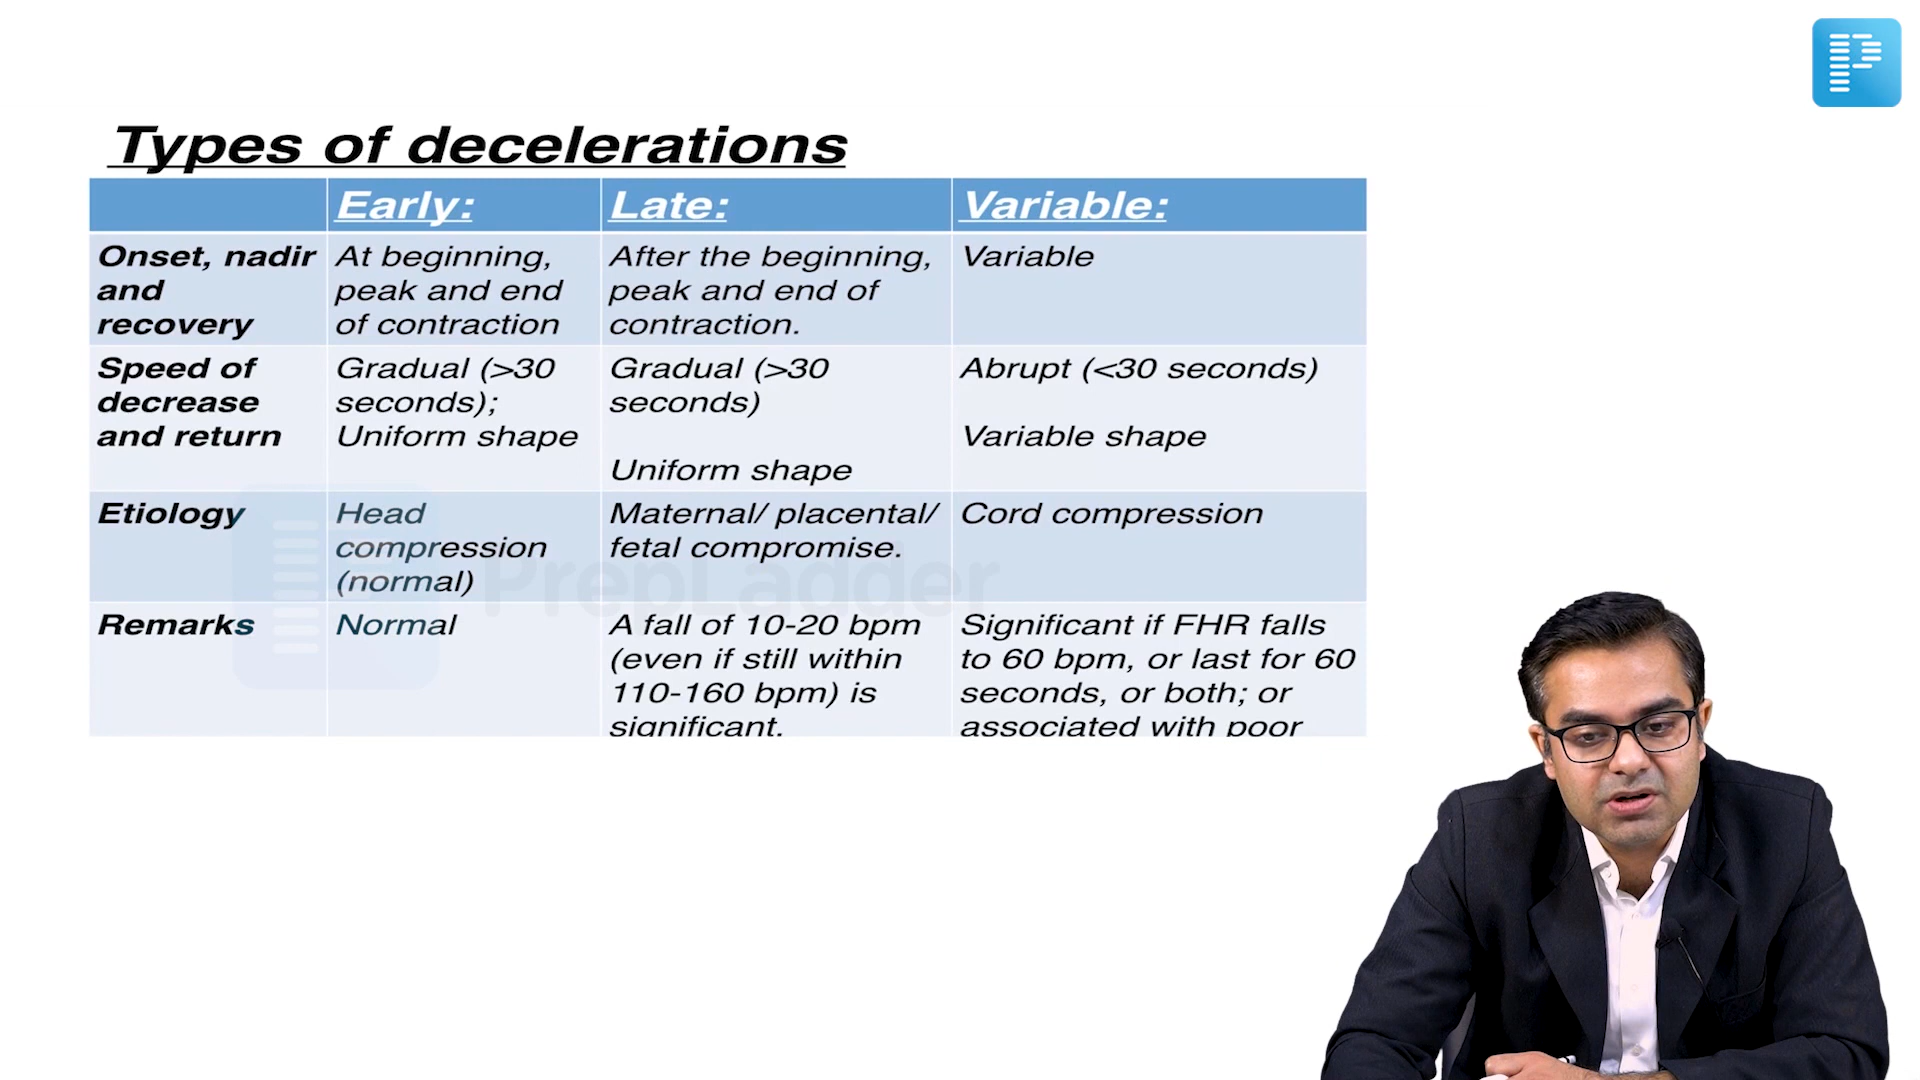 Types of decelerations
Early:
Late:
Variable:
Onset, nadir
and
recovery
At beginning,
peak and end
of contraction
After the beginning,
peak and end of
contraction.
Variable
Speed of
decrease
and return
Gradual (>30
seconds);
Uniform shape
Gradual (>30
seconds)
Uniform shape
Abrupt (<30 seconds)
Variable shape
Etiology
Head
compression
(normal)
Maternal/ placental/
fetal compromise.
Cord compression
Remarks
Normal
A fall of 10-20 bpm
(even if still within
110-160 bpm) is
significant.
Significant if FHR falls
to 60 bpm, or last for 60
seconds, or both; or
associated with poor
PrepLadder